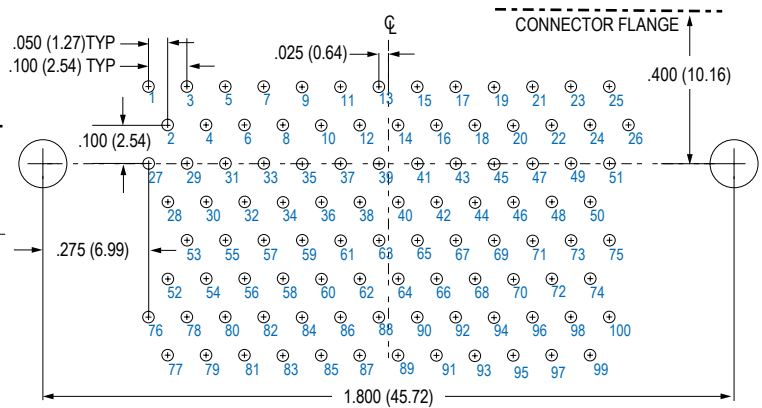 CONNECTOR FLANGE
℄
.050 (1.27)TYP
.100 (2.54) TYP
.025 (0.64)
.400 (10.16)
1 3 5 7 9 11 13 15 17 19 21 23 25
.100 (2.54)
2 4 6 8 10 12 14 16 18 20 22 24 26
27 29 31 33 35 37 39 41 43 45 47 49 51
28 30 32 34 36 38 40 42 44 46 48 50
.275 (6.99)
53 55 57 59 61 63 65 67 69 71 73 75
52 54 56 58 60 62 64 66 68 70 72 74
76 78 80 82 84 86 88 90 92 94 96 98 100
77 79 81 83 85 87 89 91 93 95 97 99
1.800 (45.72)